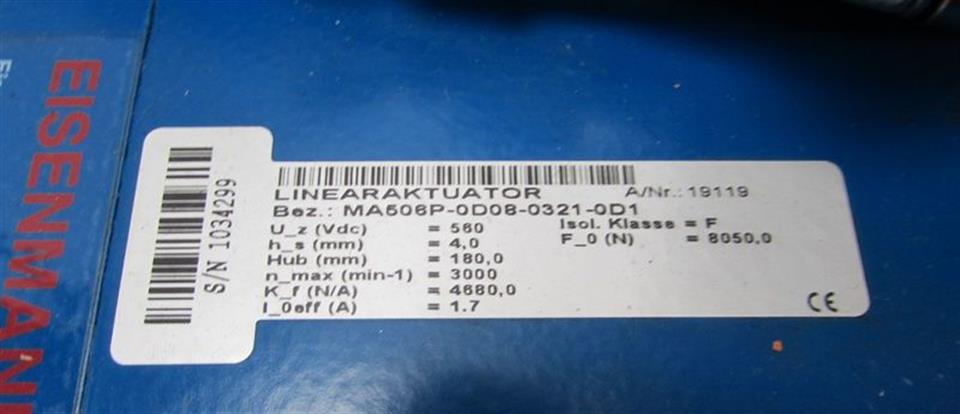 EISENMANN
S/N 1034299
LINEARAKTUATOR A/Nr.: 19119
Bez.: MA506P-0D08-0321-0D1
U_z (Vdc) = 560 Isol. Klasse = F
h_s (mm) = 4,0 F_0 (N) = 8050,0
Hub (mm) = 180,0
n_max (min-1) = 3000
K_f (N/A) = 4680,0
I_0eff (A) = 1.7
CE